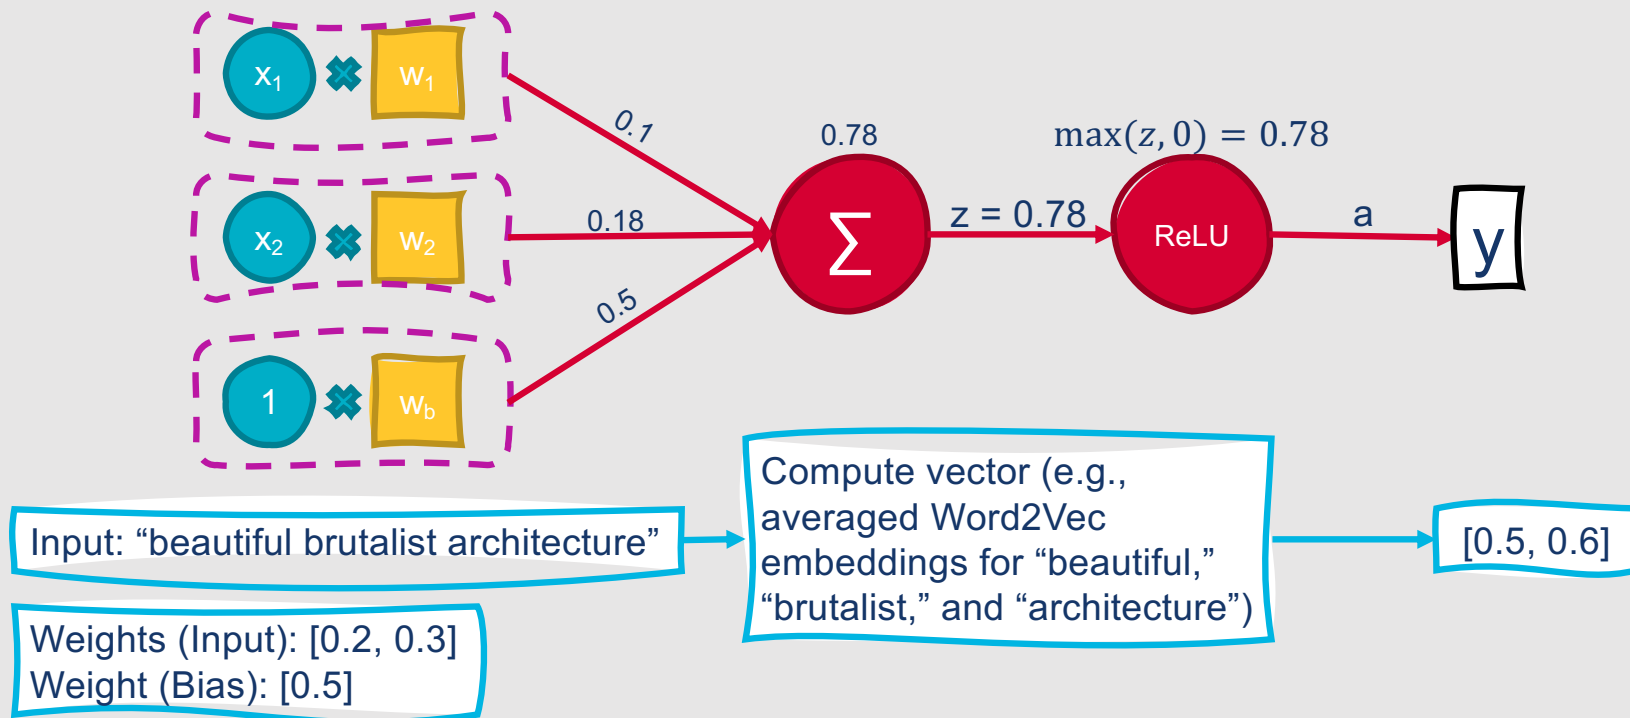 x₁ w₁
0.1
0.78
max(z, 0) = 0.78
x₂ w₂
0.18
∑
z = 0.78
ReLU
a
y
0.5
1 w_b
Input: “beautiful brutalist architecture”
Compute vector (e.g.,
averaged Word2Vec
embeddings for “beautiful,”
“brutalist,” and “architecture”)
[0.5, 0.6]
Weights (Input): [0.2, 0.3]
Weight (Bias): [0.5]